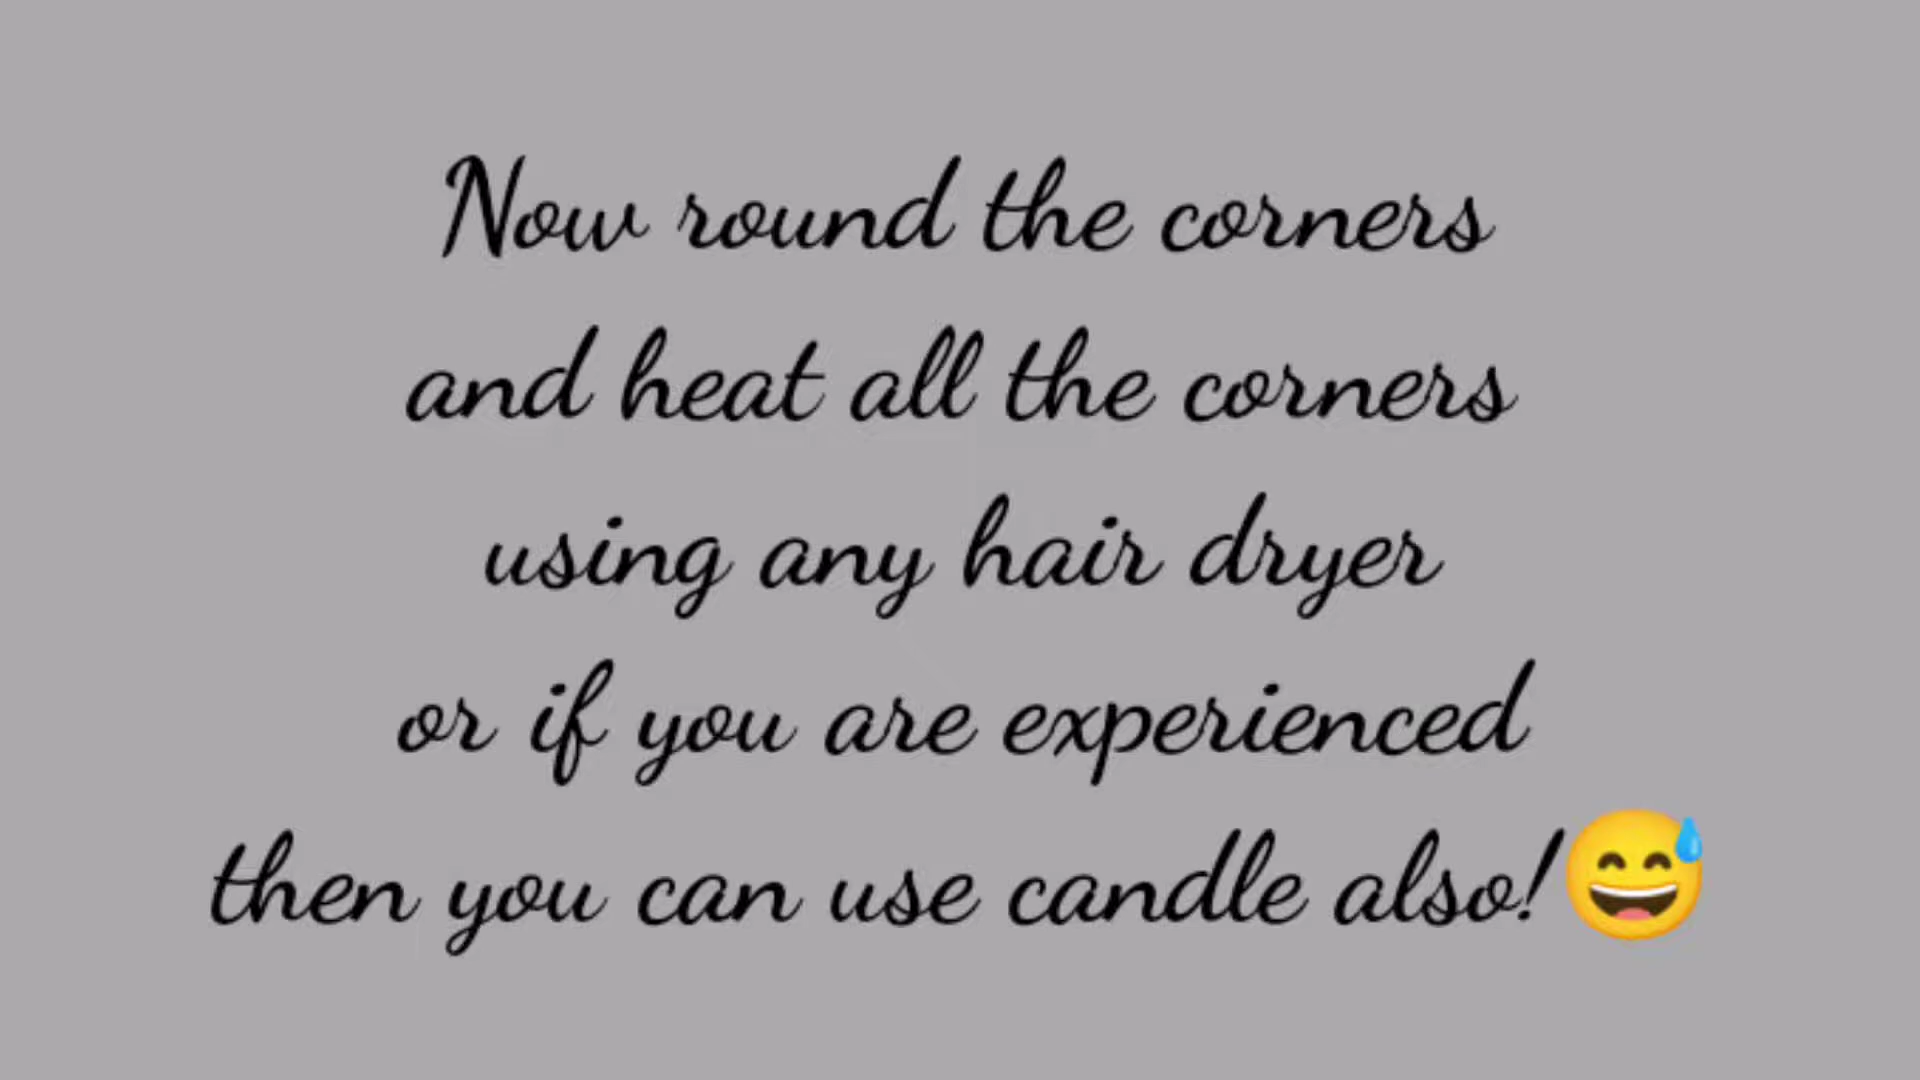 Now round the corners
and heat all the corners
using any hair dryer
or if you are experienced
then you can use candle also!😅